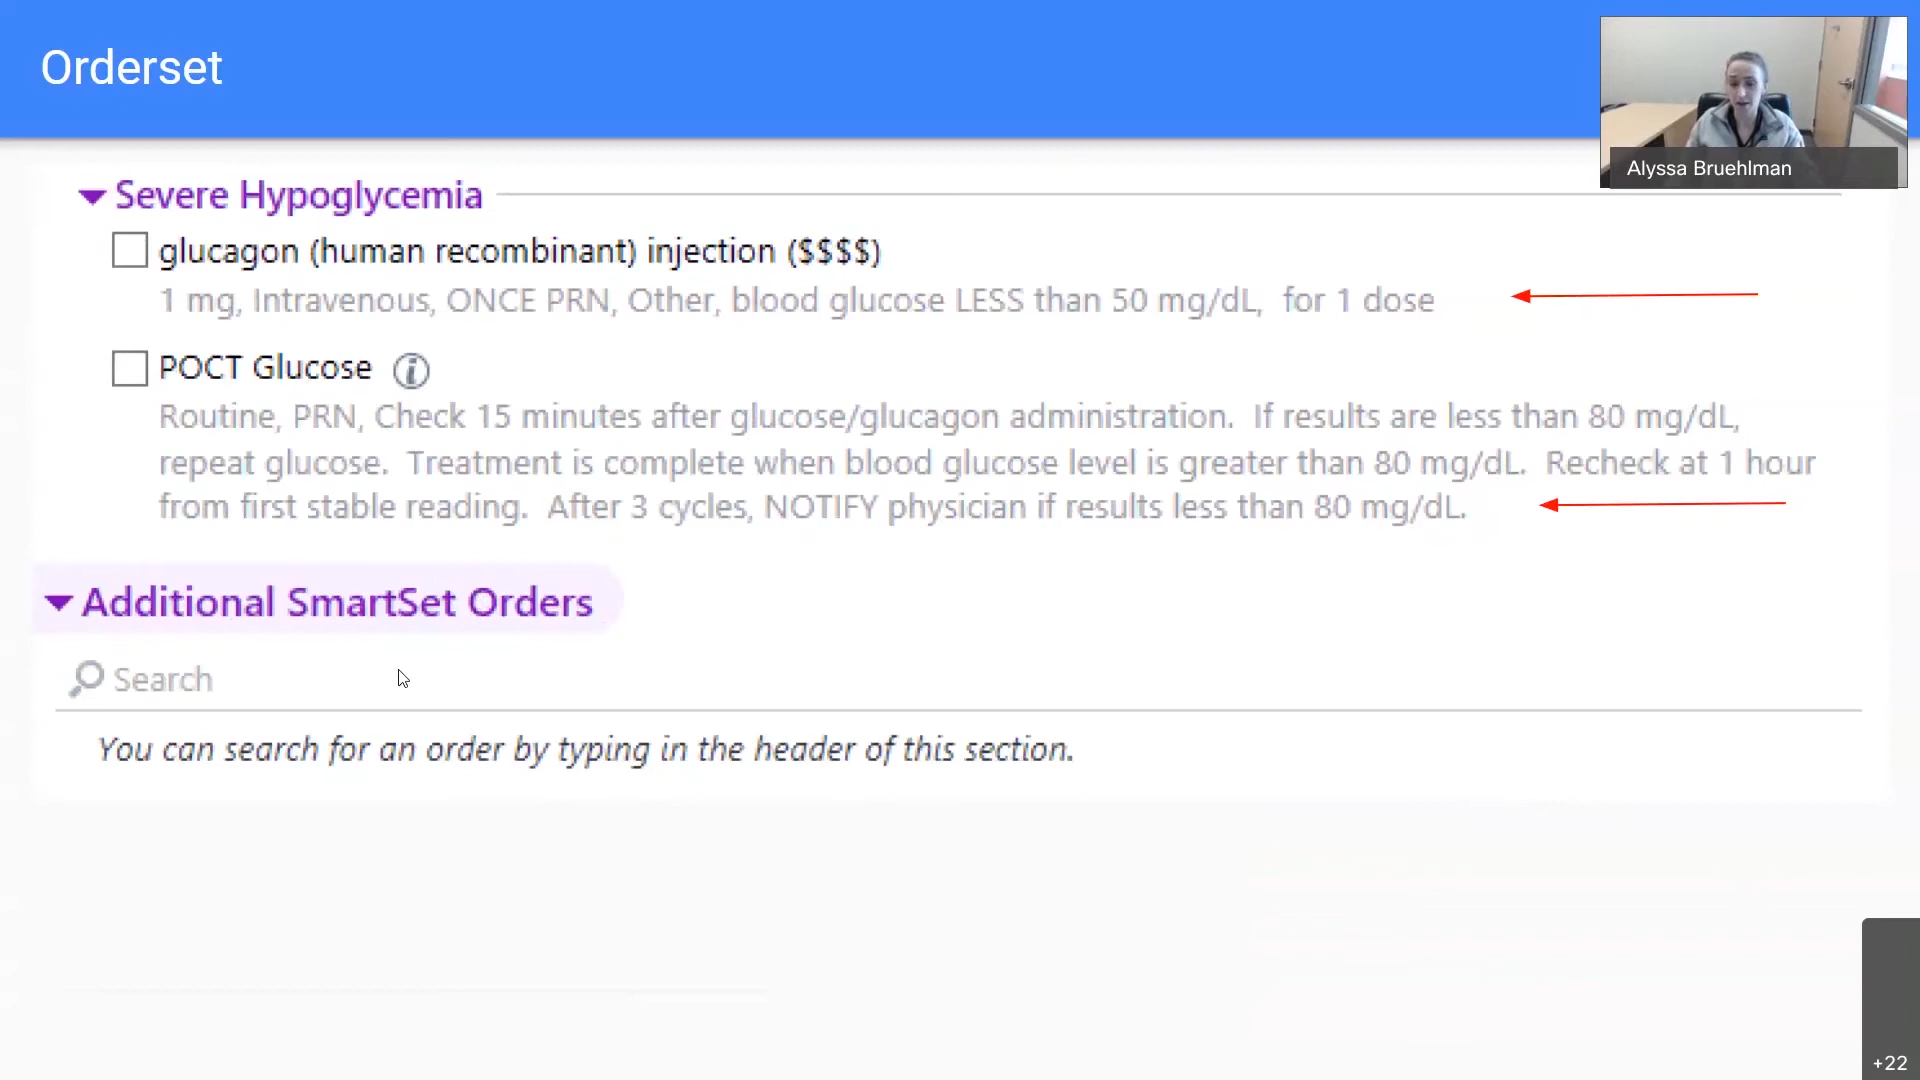 Orderset
Alyssa Bruehlman
Severe Hypoglycemia
glucagon (human recombinant) injection ($$$$)
1 mg, Intravenous, ONCE PRN, Other, blood glucose LESS than 50 mg/dL,  for 1 dose
POCT Glucose
Routine, PRN, Check 15 minutes after glucose/glucagon administration.  If results are less than 80 mg/dL,
repeat glucose.  Treatment is complete when blood glucose level is greater than 80 mg/dL.  Recheck at 1 hour
from first stable reading.  After 3 cycles, NOTIFY physician if results less than 80 mg/dL.
Additional SmartSet Orders
Search
You can search for an order by typing in the header of this section.
+22